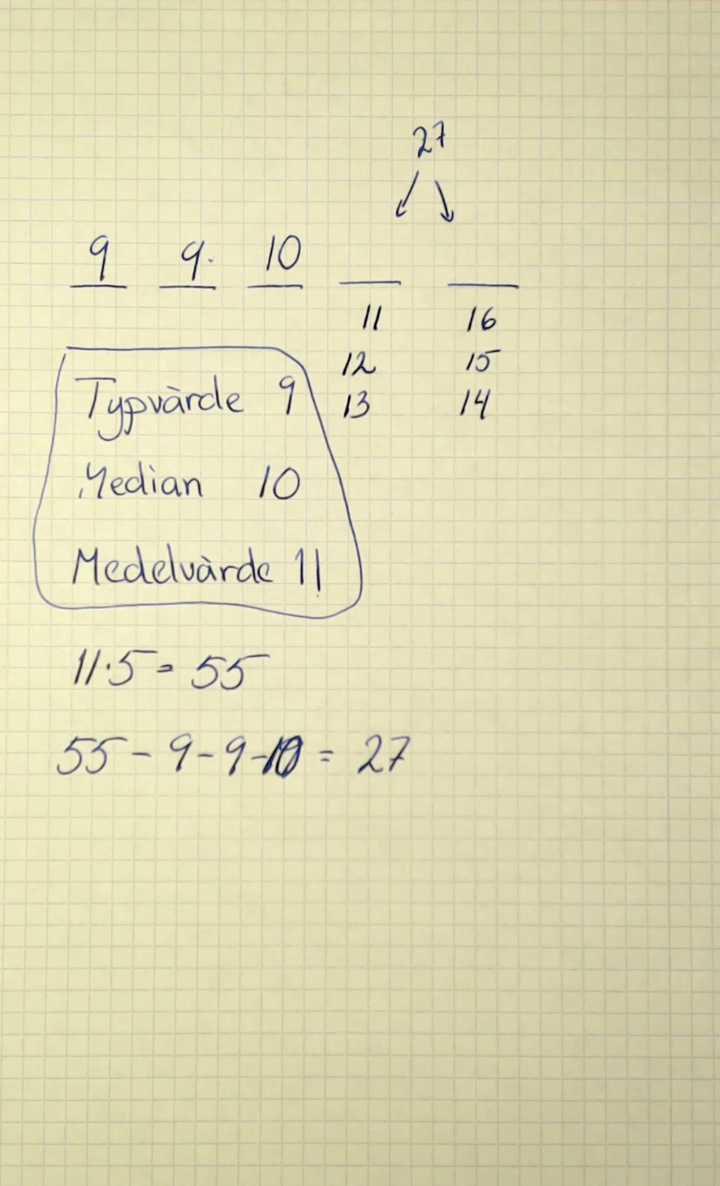 27
9 9. 10
11 16
12 15
13 14
Typvärde 9
Median 10
Medelvärde 11
11·5 = 55
55 - 9 - 9 - 10 = 27